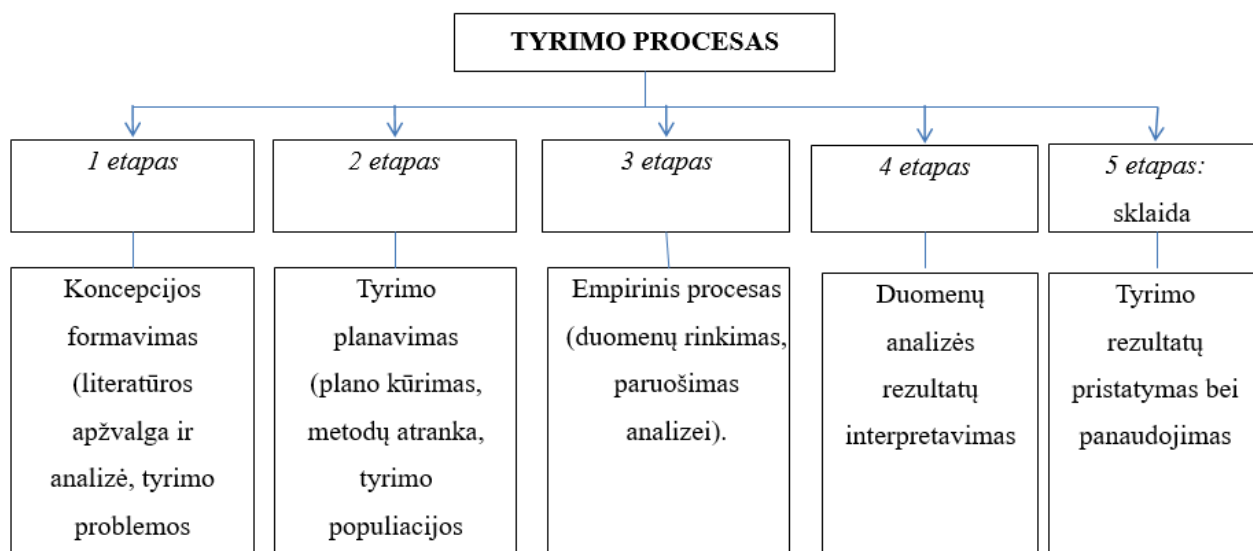 TYRIMO PROCESAS
1 etapas
2 etapas
3 etapas
4 etapas
5 etapas:
sklaida
Koncepcijos
formavimas
(literatūros
apžvalga ir
analizė, tyrimo
problemos
Tyrimo
planavimas
(plano kūrimas,
metodų atranka,
tyrimo
populiacijos
Empirinis procesas
(duomenų rinkimas,
paruošimas
analizei).
Duomenų
analizės
rezultatų
interpretavimas
Tyrimo
rezultatų
pristatymas bei
panaudojimas